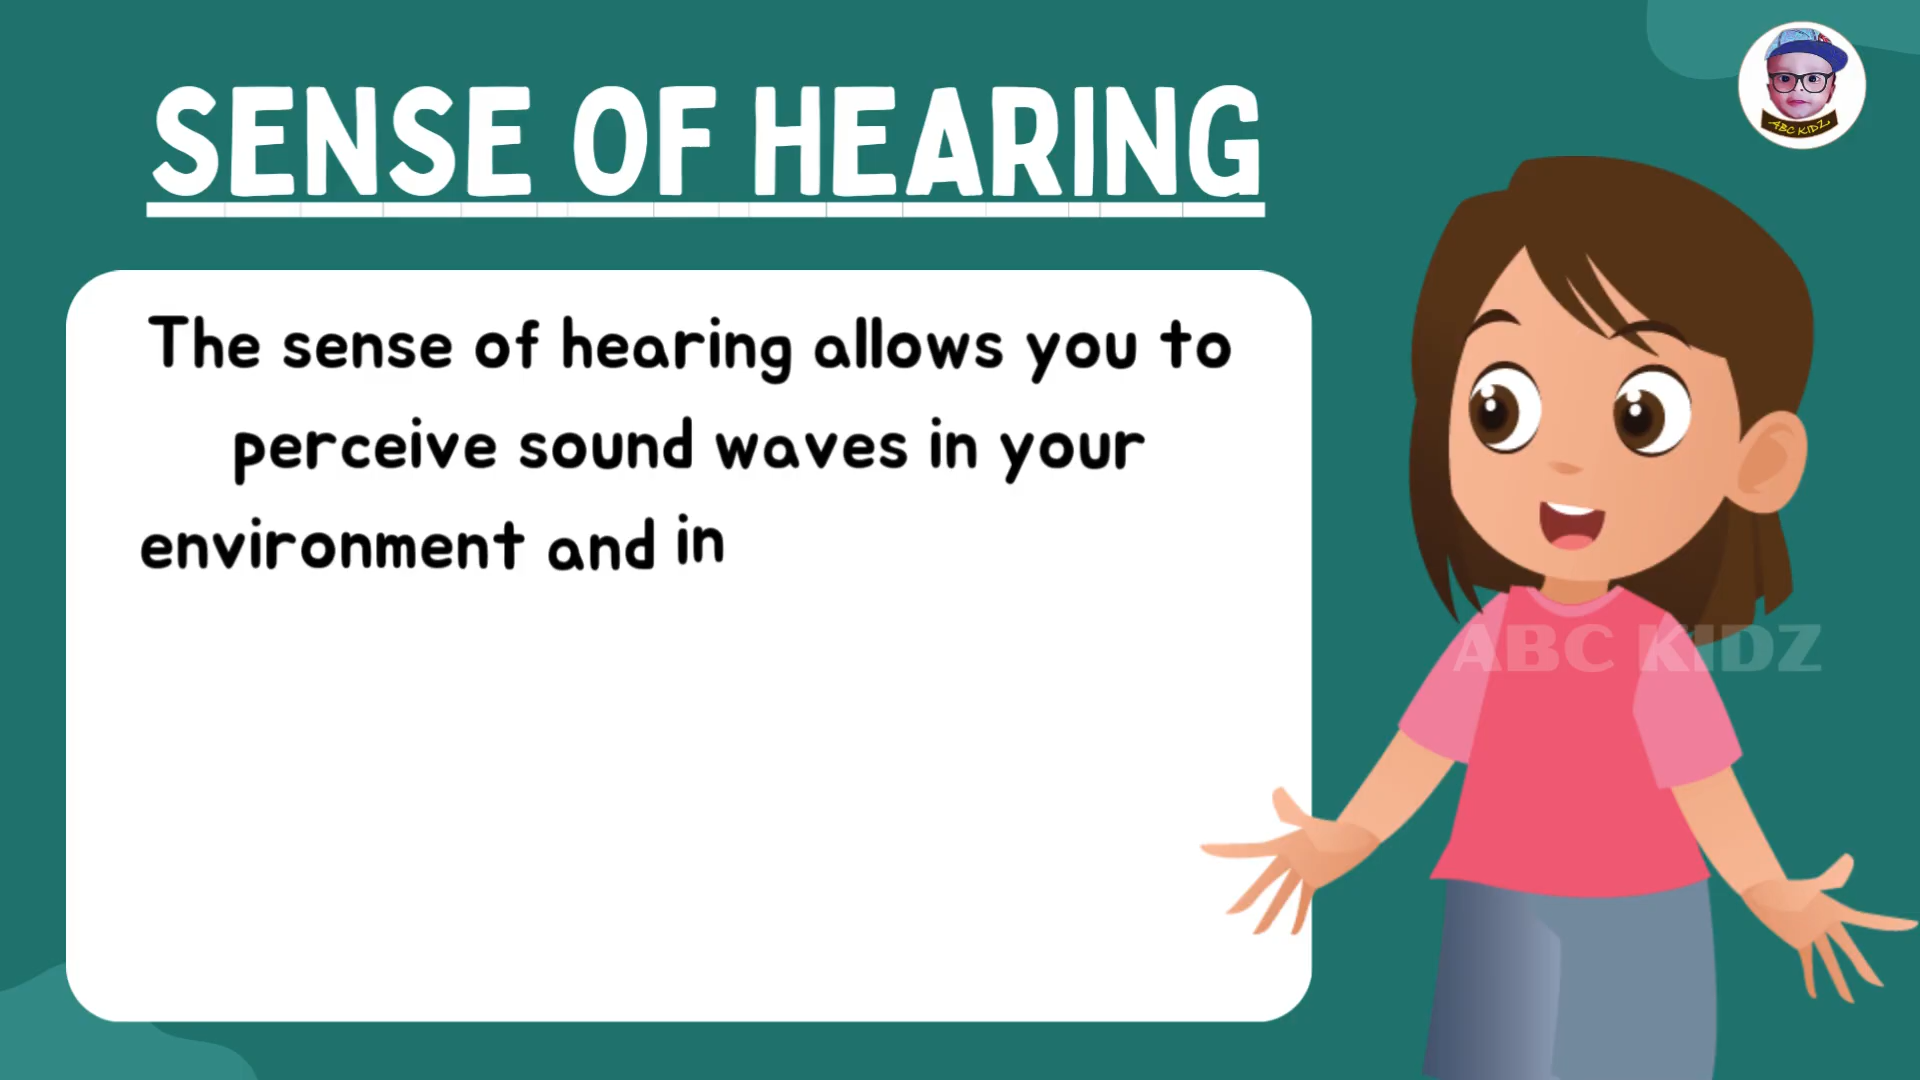 SENSE OF HEARING
The sense of hearing allows you to
perceive sound waves in your
environment and in
ABC KIDZ
ABC KIDZ